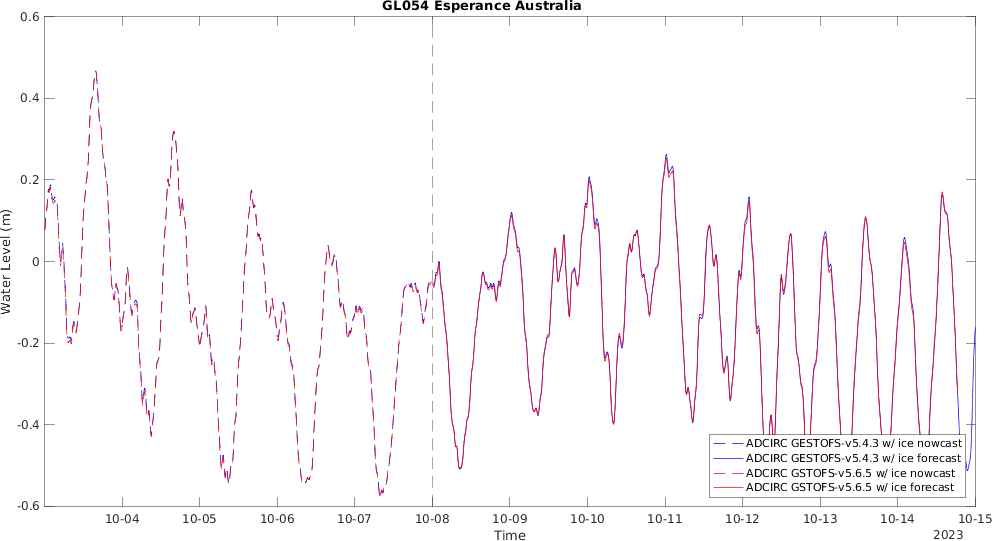 GL054 Esperance Australia
0.6
0.4
0.2
0
-0.2
-0.4
-0.6
Water Level (m)
ADCIRC GESTOFS-v5.4.3 w/ ice nowcast
ADCIRC GESTOFS-v5.4.3 w/ ice forecast
ADCIRC GSTOFS-v5.6.5 w/ ice nowcast
ADCIRC GSTOFS-v5.6.5 w/ ice forecast
10-04 10-05 10-06 10-07 10-08 10-09 10-10 10-11 10-12 10-13 10-14 10-15
Time
2023